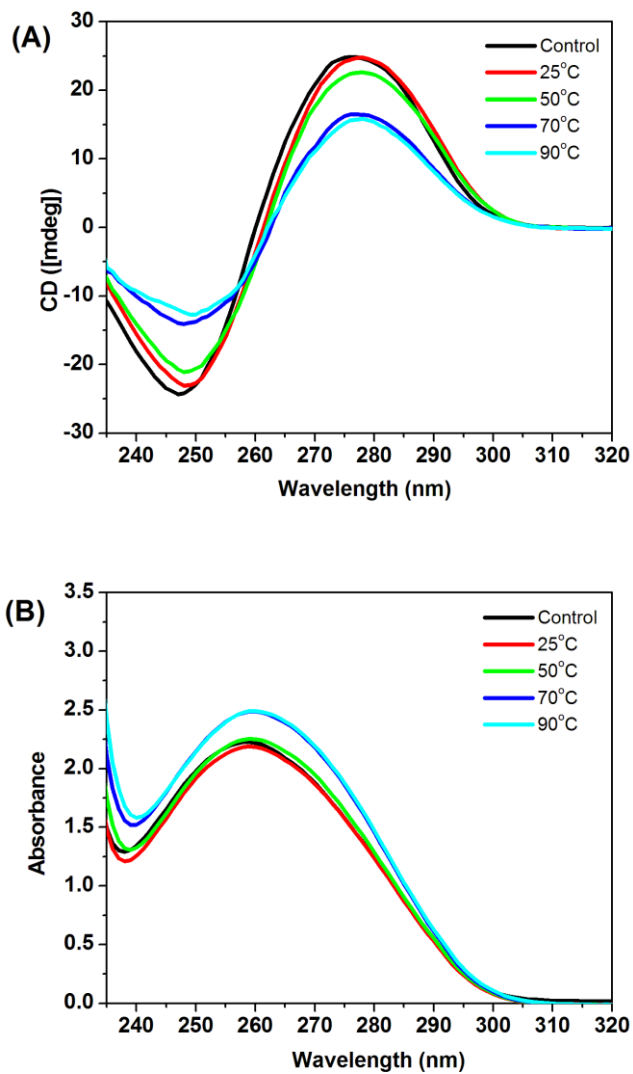 (A)
30
20
10
0
-10
-20
-30
CD ([mdeg])
Control
25°C
50°C
70°C
90°C
240 250 260 270 280 290 300 310 320
Wavelength (nm)
(B)
3.5
3.0
2.5
2.0
1.5
1.0
0.5
0.0
Absorbance
Control
25°C
50°C
70°C
90°C
240 250 260 270 280 290 300 310 320
Wavelength (nm)